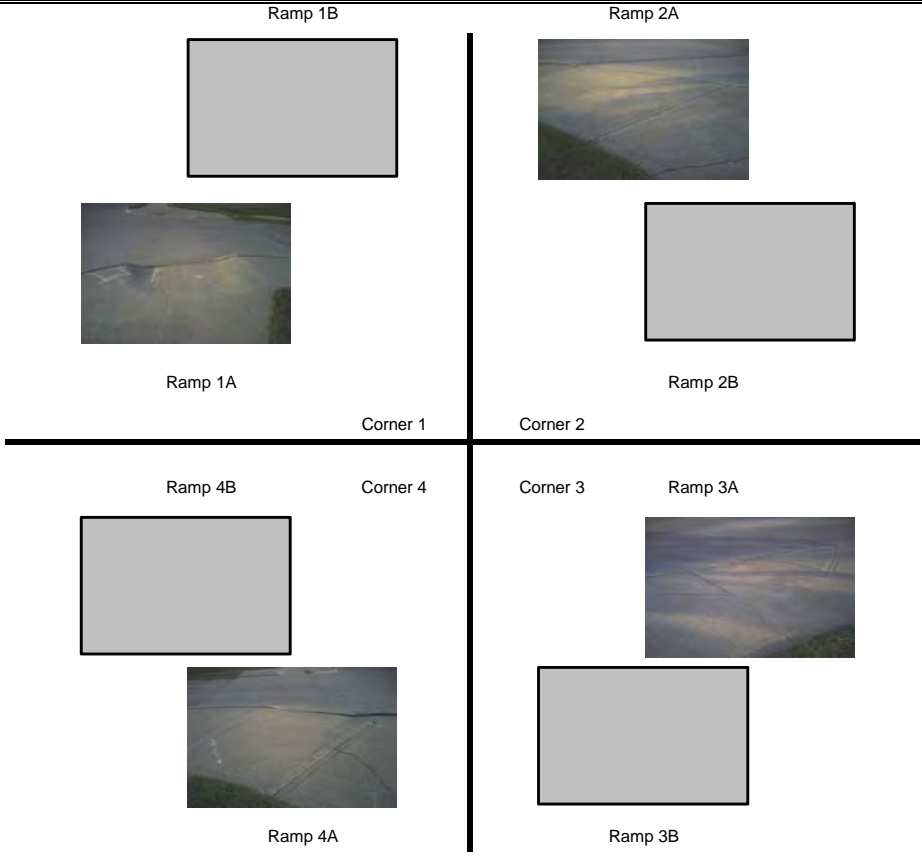 Ramp 1B
Ramp 2A
Ramp 1A
Ramp 2B
Corner 1
Corner 2
Ramp 4B
Corner 4
Corner 3
Ramp 3A
Ramp 4A
Ramp 3B